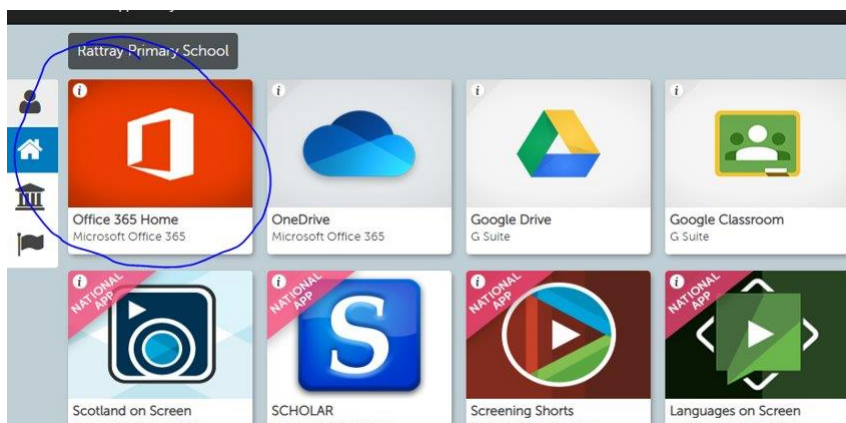 Rattray Primary School
Office 365 Home
Microsoft Office 365
OneDrive
Microsoft Office 365
Google Drive
G Suite
Google Classroom
G Suite
NATIONAL APP
NATIONAL APP
NATIONAL APP
NATIONAL APP
S
Scotland on Screen
SCHOLAR
Screening Shorts
Languages on Screen